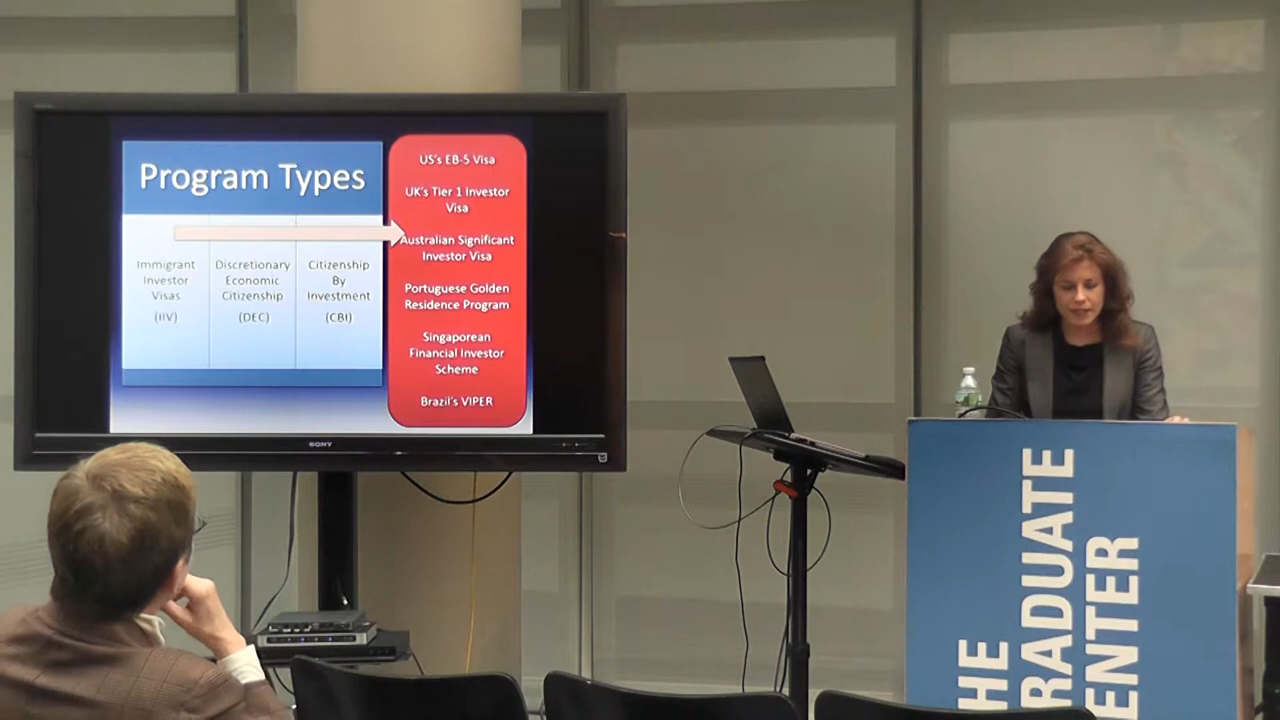 Program Types
Immigrant
Investor
Visas
(IIV)
Discretionary
Economic
Citizenship
(DEC)
Citizenship
By
Investment
(CBI)
US's EB-5 Visa
UK's Tier 1 Investor
Visa
Australian Significant
Investor Visa
Portuguese Golden
Residence Program
Singaporean
Financial Investor
Scheme
Brazil's VIPER
SONY
HE
RADUATE
ENTER